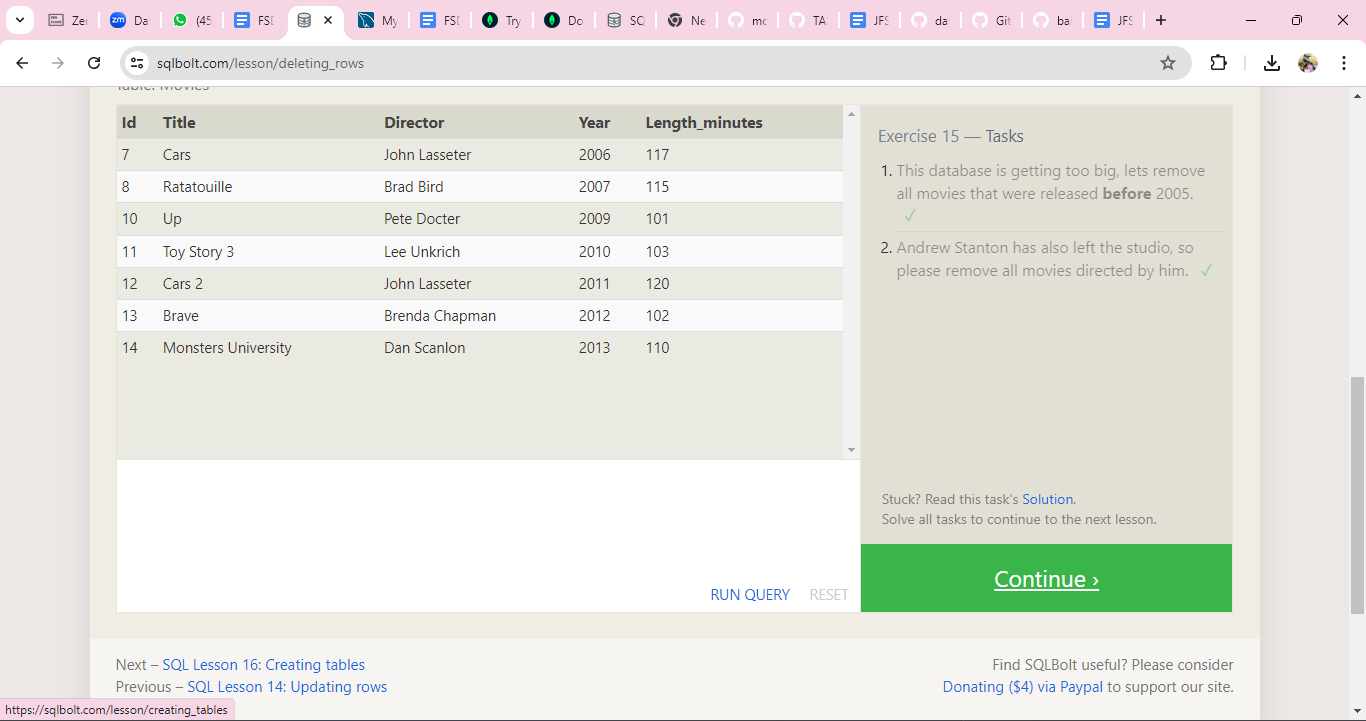 Zer
zm Da
(45
FSD
My
FSD
Try
Do
SQ
Ne
mo
TA
JFS
da
Git
bal
JFS
sqlbolt.com/lesson/deleting_rows
Table: Movies
Id Title Director Year Length_minutes
7 Cars John Lasseter 2006 117
8 Ratatouille Brad Bird 2007 115
10 Up Pete Docter 2009 101
11 Toy Story 3 Lee Unkrich 2010 103
12 Cars 2 John Lasseter 2011 120
13 Brave Brenda Chapman 2012 102
14 Monsters University Dan Scanlon 2013 110
RUN QUERY RESET
Exercise 15 — Tasks
1. This database is getting too big, lets remove
all movies that were released before 2005.
✓
2. Andrew Stanton has also left the studio, so
please remove all movies directed by him. ✓
Stuck? Read this task's Solution.
Solve all tasks to continue to the next lesson.
Continue ›
Next – SQL Lesson 16: Creating tables
Previous – SQL Lesson 14: Updating rows
Find SQLBolt useful? Please consider
Donating ($4) via Paypal to support our site.
https://sqlbolt.com/lesson/creating_tables